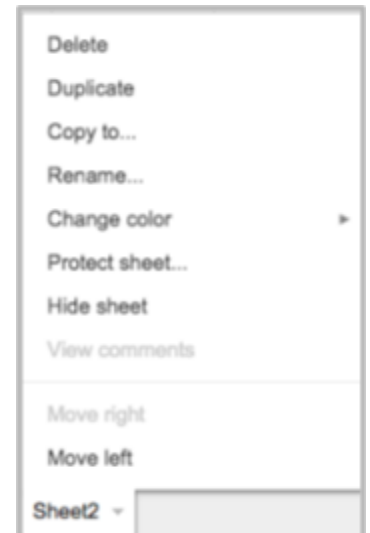 Delete
Duplicate
Copy to...
Rename...
Change color
Protect sheet...
Hide sheet
View comments
Move right
Move left
Sheet2